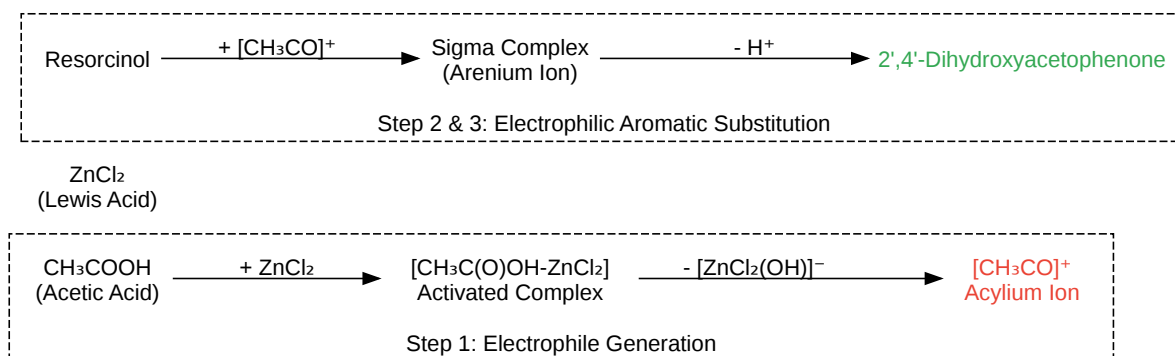 Resorcinol
+ [CH₃CO]⁺
Sigma Complex
(Arenium Ion)
- H⁺
2',4'-Dihydroxyacetophenone
Step 2 & 3: Electrophilic Aromatic Substitution
ZnCl₂
(Lewis Acid)
CH₃COOH
(Acetic Acid)
+ ZnCl₂
[CH₃C(O)OH-ZnCl₂]
Activated Complex
- [ZnCl₂(OH)]⁻
[CH₃CO]⁺
Acylium Ion
Step 1: Electrophile Generation